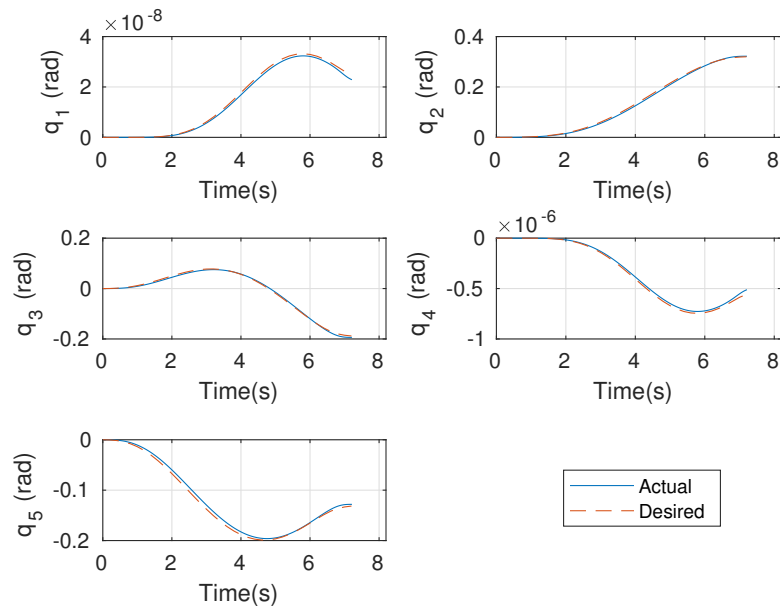 × 10⁻⁸
4
2
0
q₁ (rad)
0 2 4 6 8
Time(s)
0.4
0.2
0
q₂ (rad)
0 2 4 6 8
Time(s)
0.2
0
-0.2
q₃ (rad)
0 2 4 6 8
Time(s)
× 10⁻⁶
0
-0.5
-1
q₄ (rad)
0 2 4 6 8
Time(s)
0
-0.1
-0.2
q₅ (rad)
0 2 4 6 8
Time(s)
Actual
Desired